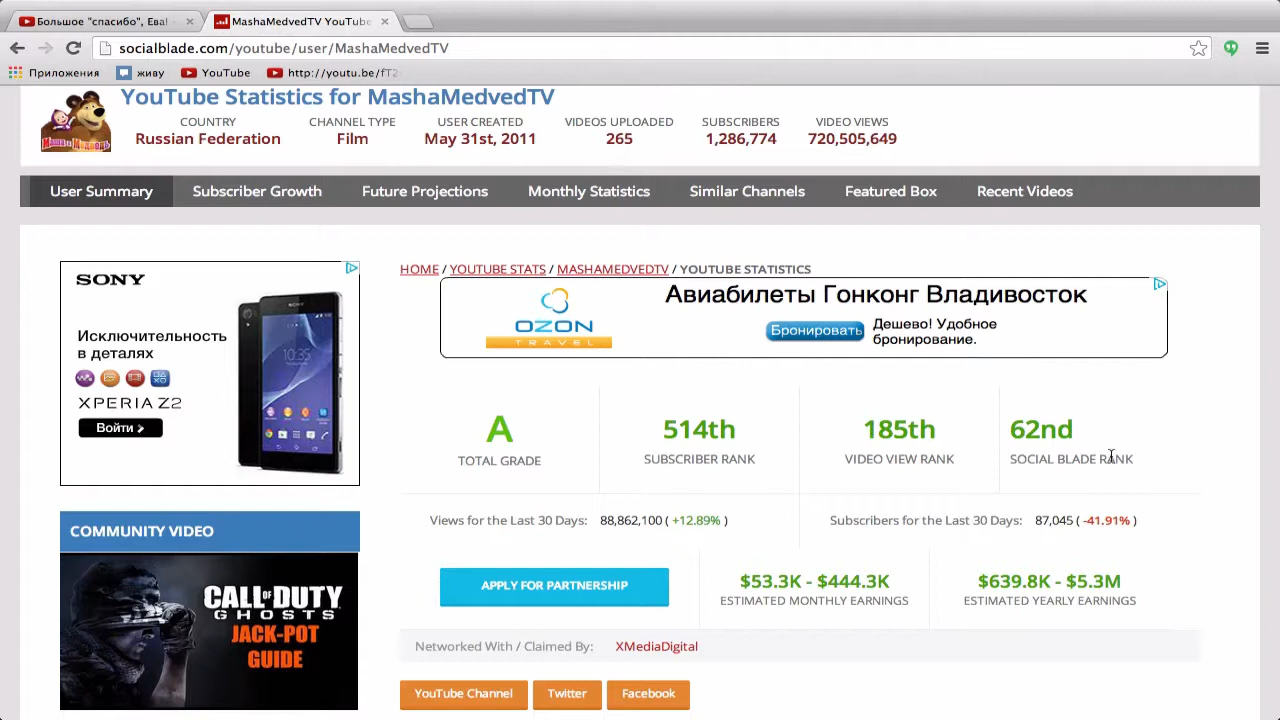 Большое "спасибо", Ева!
MashaMedvedTV YouTube
socialblade.com/youtube/user/MashaMedvedTV
Приложения
живу
YouTube
http://youtu.be/fT2
YouTube Statistics for MashaMedvedTV
COUNTRY
Russian Federation
CHANNEL TYPE
Film
USER CREATED
May 31st, 2011
VIDEOS UPLOADED
265
SUBSCRIBERS
1,286,774
VIDEO VIEWS
720,505,649
User Summary
Subscriber Growth
Future Projections
Monthly Statistics
Similar Channels
Featured Box
Recent Videos
SONY
Исключительность
в деталях
XPERIA Z2
Войти >
10:35
HOME / YOUTUBE STATS / MASHAMEDVEDTV / YOUTUBE STATISTICS
OZON
TRAVEL
Авиабилеты Гонконг Владивосток
Бронировать
Дешево! Удобное
бронирование.
A
TOTAL GRADE
514th
SUBSCRIBER RANK
185th
VIDEO VIEW RANK
62nd
SOCIAL BLADE RANK
Views for the Last 30 Days: 88,862,100 ( +12.89% )
Subscribers for the Last 30 Days: 87,045 ( -41.91% )
APPLY FOR PARTNERSHIP
$53.3K - $444.3K
ESTIMATED MONTHLY EARNINGS
$639.8K - $5.3M
ESTIMATED YEARLY EARNINGS
Networked With / Claimed By: XMediaDigital
YouTube Channel
Twitter
Facebook
COMMUNITY VIDEO
CALL OF DUTY
GHOSTS
JACK-POT
GUIDE